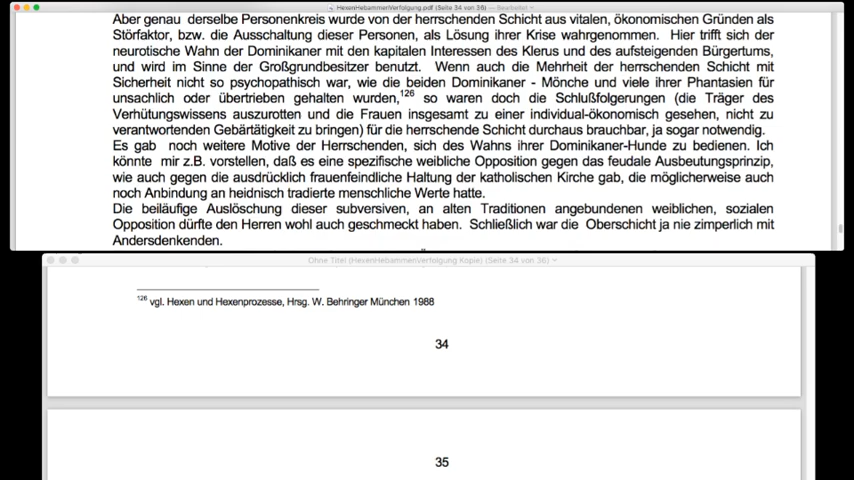 HexenHebammenVerfolgung.pdf (Seite 34 von 36) — Bearbeitet
Aber genau derselbe Personenkreis wurde von der herrschenden Schicht aus vitalen, ökonomischen Gründen als
Störfaktor, bzw. die Ausschaltung dieser Personen, als Lösung ihrer Krise wahrgenommen. Hier trifft sich der
neurotische Wahn der Dominikaner mit den kapitalen Interessen des Klerus und des aufsteigenden Bürgertums,
und wird im Sinne der Großgrundbesitzer benutzt. Wenn auch die Mehrheit der herrschenden Schicht mit
Sicherheit nicht so psychopathisch war, wie die beiden Dominikaner - Mönche und viele ihrer Phantasien für
unsachlich oder übertrieben gehalten wurden,126 so waren doch die Schlußfolgerungen (die Träger des
Verhütungswissens auszurotten und die Frauen insgesamt zu einer individual-ökonomisch gesehen, nicht zu
verantwortenden Gebärtätigkeit zu bringen) für die herrschende Schicht durchaus brauchbar, ja sogar notwendig.
Es gab noch weitere Motive der Herrschenden, sich des Wahns ihrer Dominikaner-Hunde zu bedienen. Ich
könnte mir z.B. vorstellen, daß es eine spezifische weibliche Opposition gegen das feudale Ausbeutungsprinzip,
wie auch gegen die ausdrücklich frauenfeindliche Haltung der katholischen Kirche gab, die möglicherweise auch
noch Anbindung an heidnisch tradierte menschliche Werte hatte.
Die beiläufige Auslöschung dieser subversiven, an alten Traditionen angebundenen weiblichen, sozialen
Opposition dürfte den Herren wohl auch geschmeckt haben. Schließlich war die Oberschicht ja nie zimperlich mit
Andersdenkenden.
Ohne Titel (HexenHebammenVerfolgung Kopie) (Seite 34 von 36)
126 vgl. Hexen und Hexenprozesse, Hrsg. W. Behringer München 1988
34
35